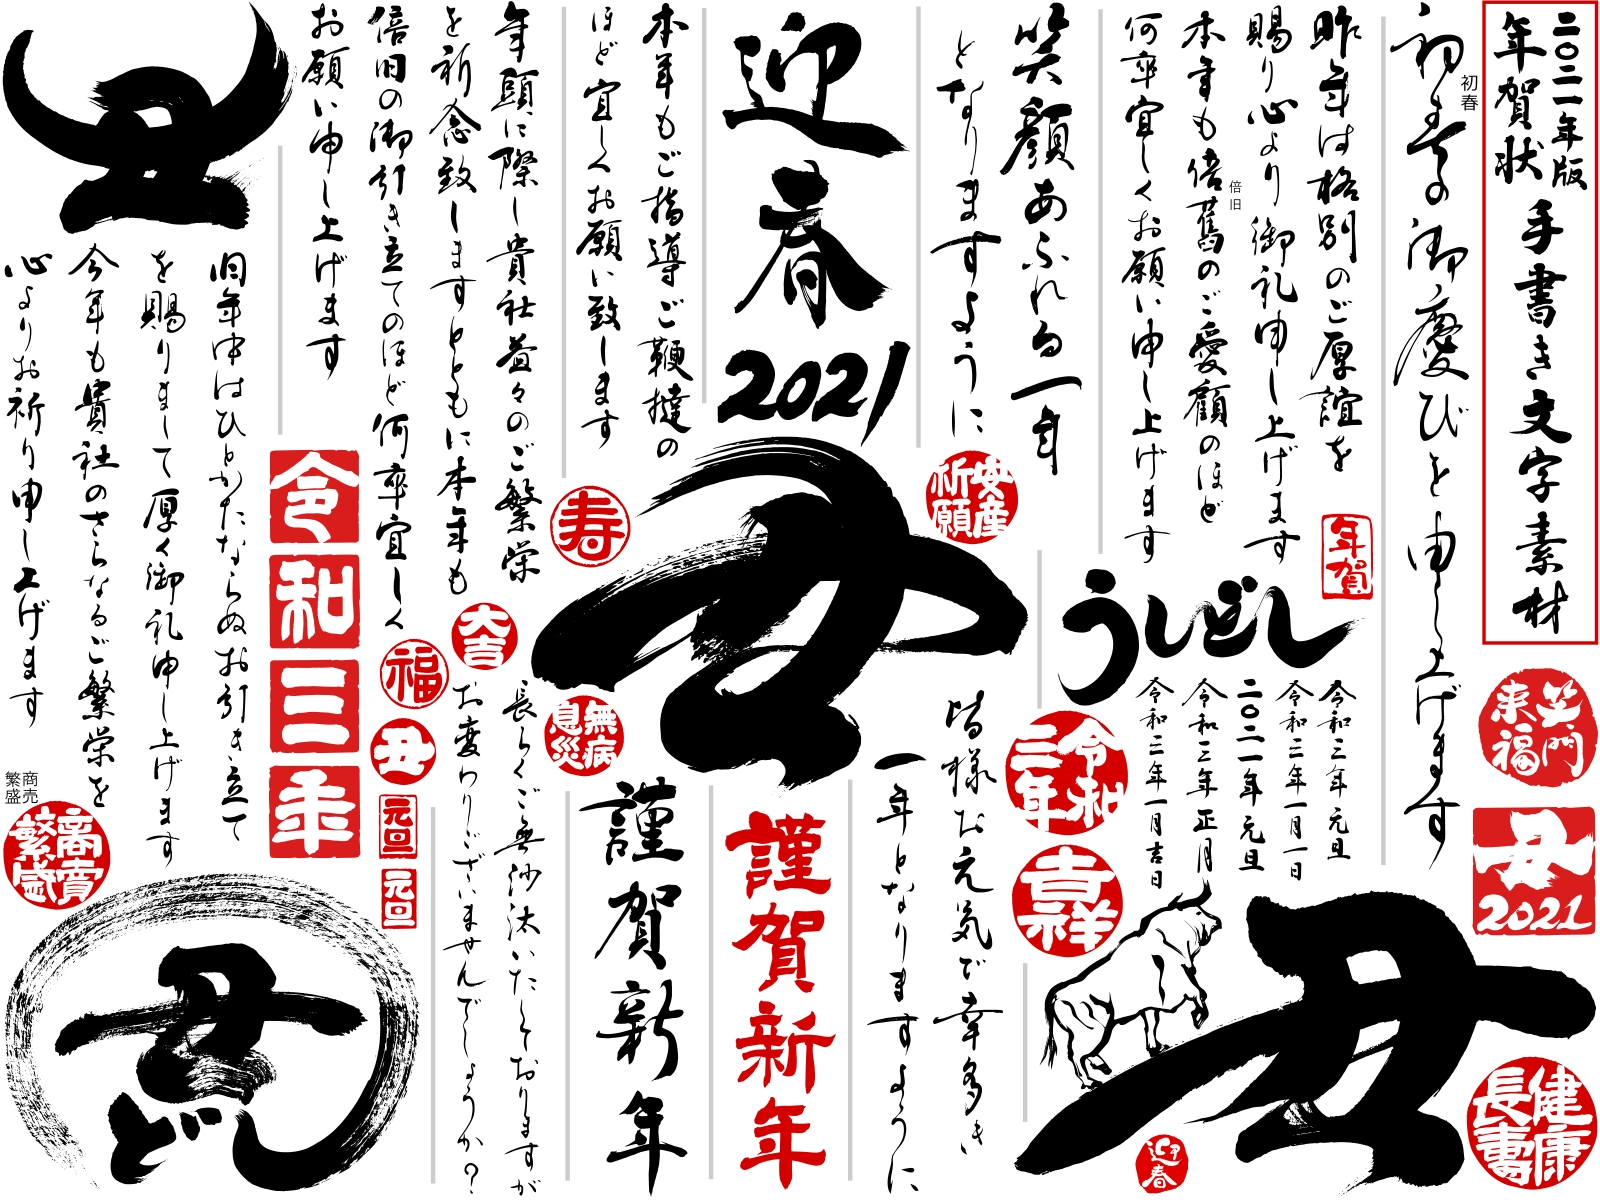 二〇二一年版
年賀状
手書き文字素材
初春の御慶びを申し上げます
初春
昨年は格別のご厚誼を
賜り心より御礼申し上げます
本年も倍舊のご愛顧のほど
倍旧
何卒宜しくお願い申し上げます
年賀
笑顔あふれる一年
となりますように
安産
祈願
うしどし
迎春
2021
本年もご指導ご鞭撻の
ほど宜しくお願い致します
寿
年頭に際し貴社益々のご繁栄
を祈念致しますとともに本年も
倍旧の御引き立てのほど何卒宜しく
お願い申し上げます
大吉
福
丑
元旦
元旦
丑
旧年中はひとかたならぬお引き立て
を賜りまして厚く御礼申し上げます
今年も貴社のさらなるご繁栄を
心よりお祈り申し上げます
令和三年
商売
繁盛
商賣
繁盛
丑
丑どし
長らくご無沙汰いたしておりますが
お変わりございませんでしょうか?
無病
息災
謹賀新年
謹賀新年
皆様お元気で幸多き
一年となりますように
令和
三年
吉祥
令和三年元旦
令和三年一月一日
二〇二一年元旦
令和三年正月
令和三年一月吉日
丑
迎春
笑門
来福
丑
2021
健康
長寿